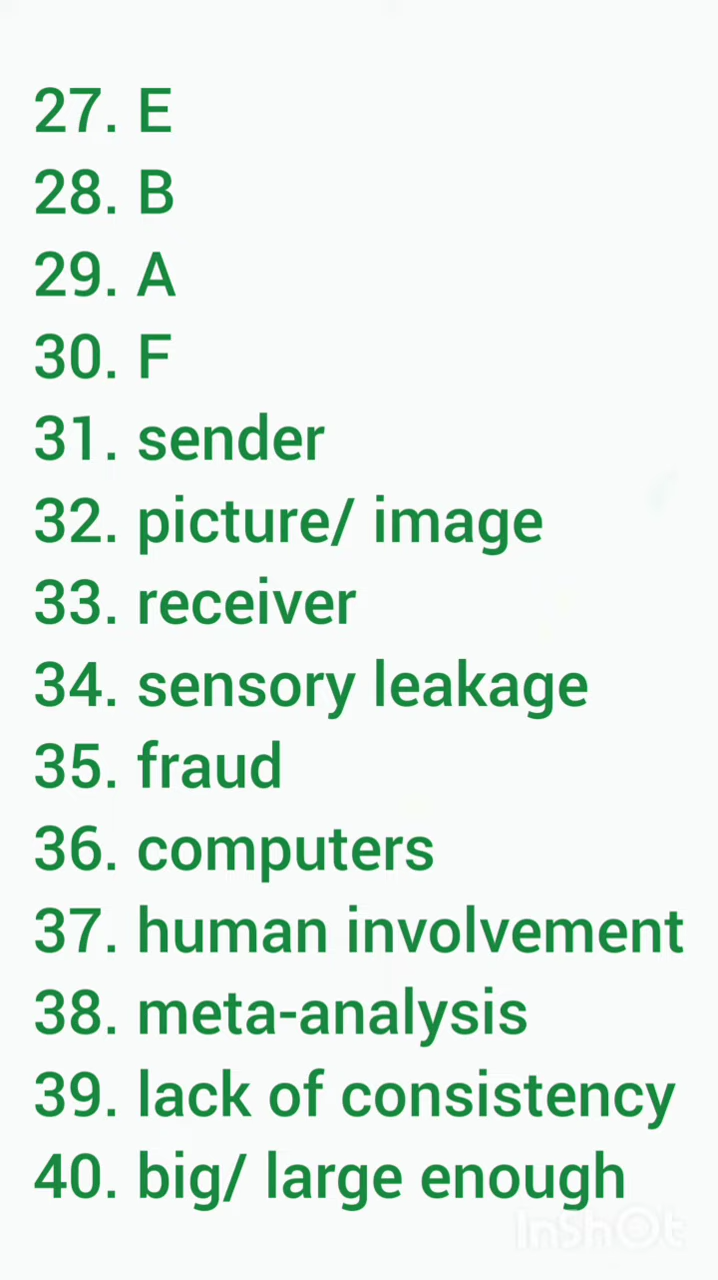 27. E
28. B
29. A
30. F
31. sender
32. picture/ image
33. receiver
34. sensory leakage
35. fraud
36. computers
37. human involvement
38. meta-analysis
39. lack of consistency
40. big/ large enough
InShOt